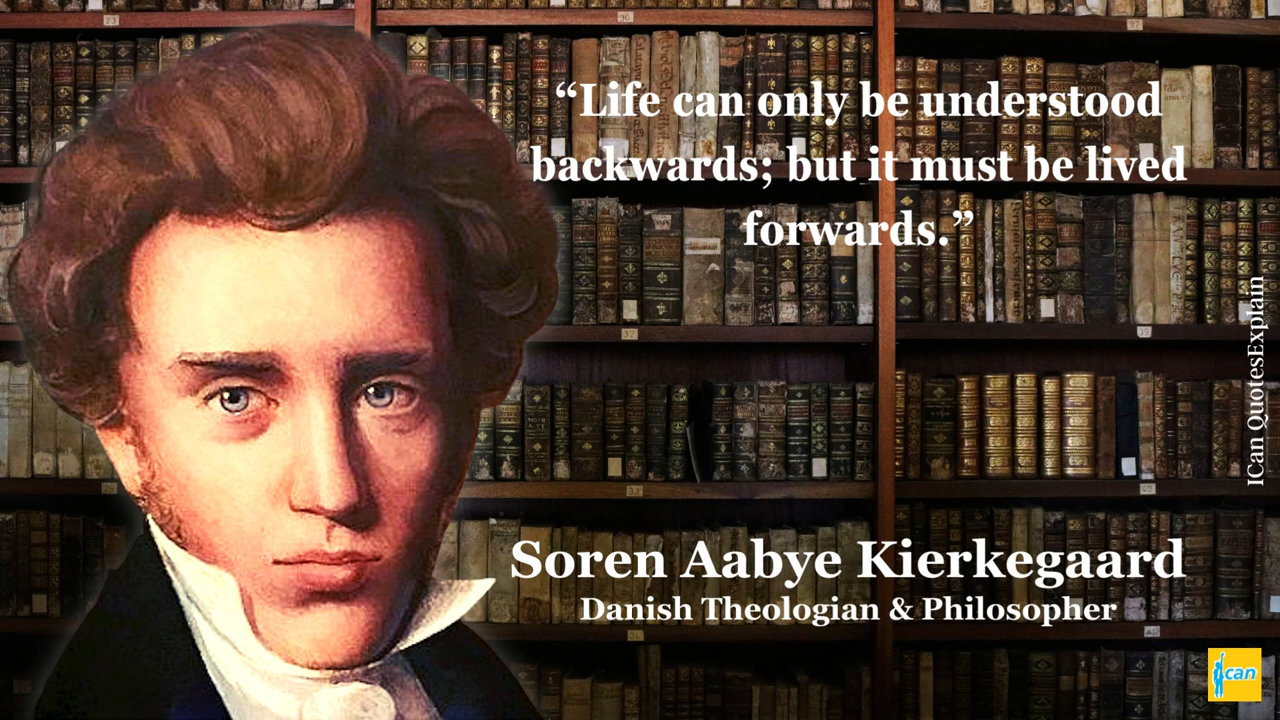 “Life can only be understood
backwards; but it must be lived
forwards.”
Soren Aabye Kierkegaard
Danish Theologian & Philosopher
ICan QuotesExplain
can